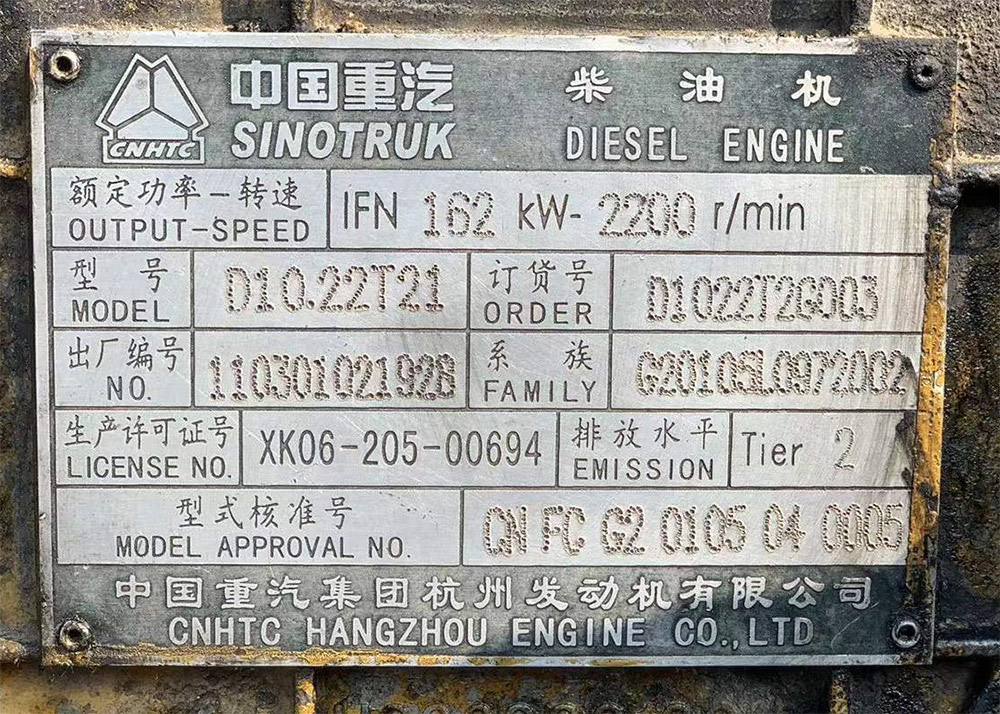 中国重汽
SINOTRUK
CNHTC
柴油机
DIESEL ENGINE
额定功率-转速
OUTPUT-SPEED
IFN 162 kW- 2200 r/min
型号
MODEL
D10.22T21
订货号
ORDER
D1022T2G003
出厂编号
NO.
110301021928
系族
FAMILY
G20105L0972002
生产许可证号
LICENSE NO.
XK06-205-00694
排放水平
EMISSION
Tier 2
型式核准号
MODEL APPROVAL NO.
QN FC G2 0105 04 0005
中国重汽集团杭州发动机有限公司
CNHTC HANGZHOU ENGINE CO.,LTD